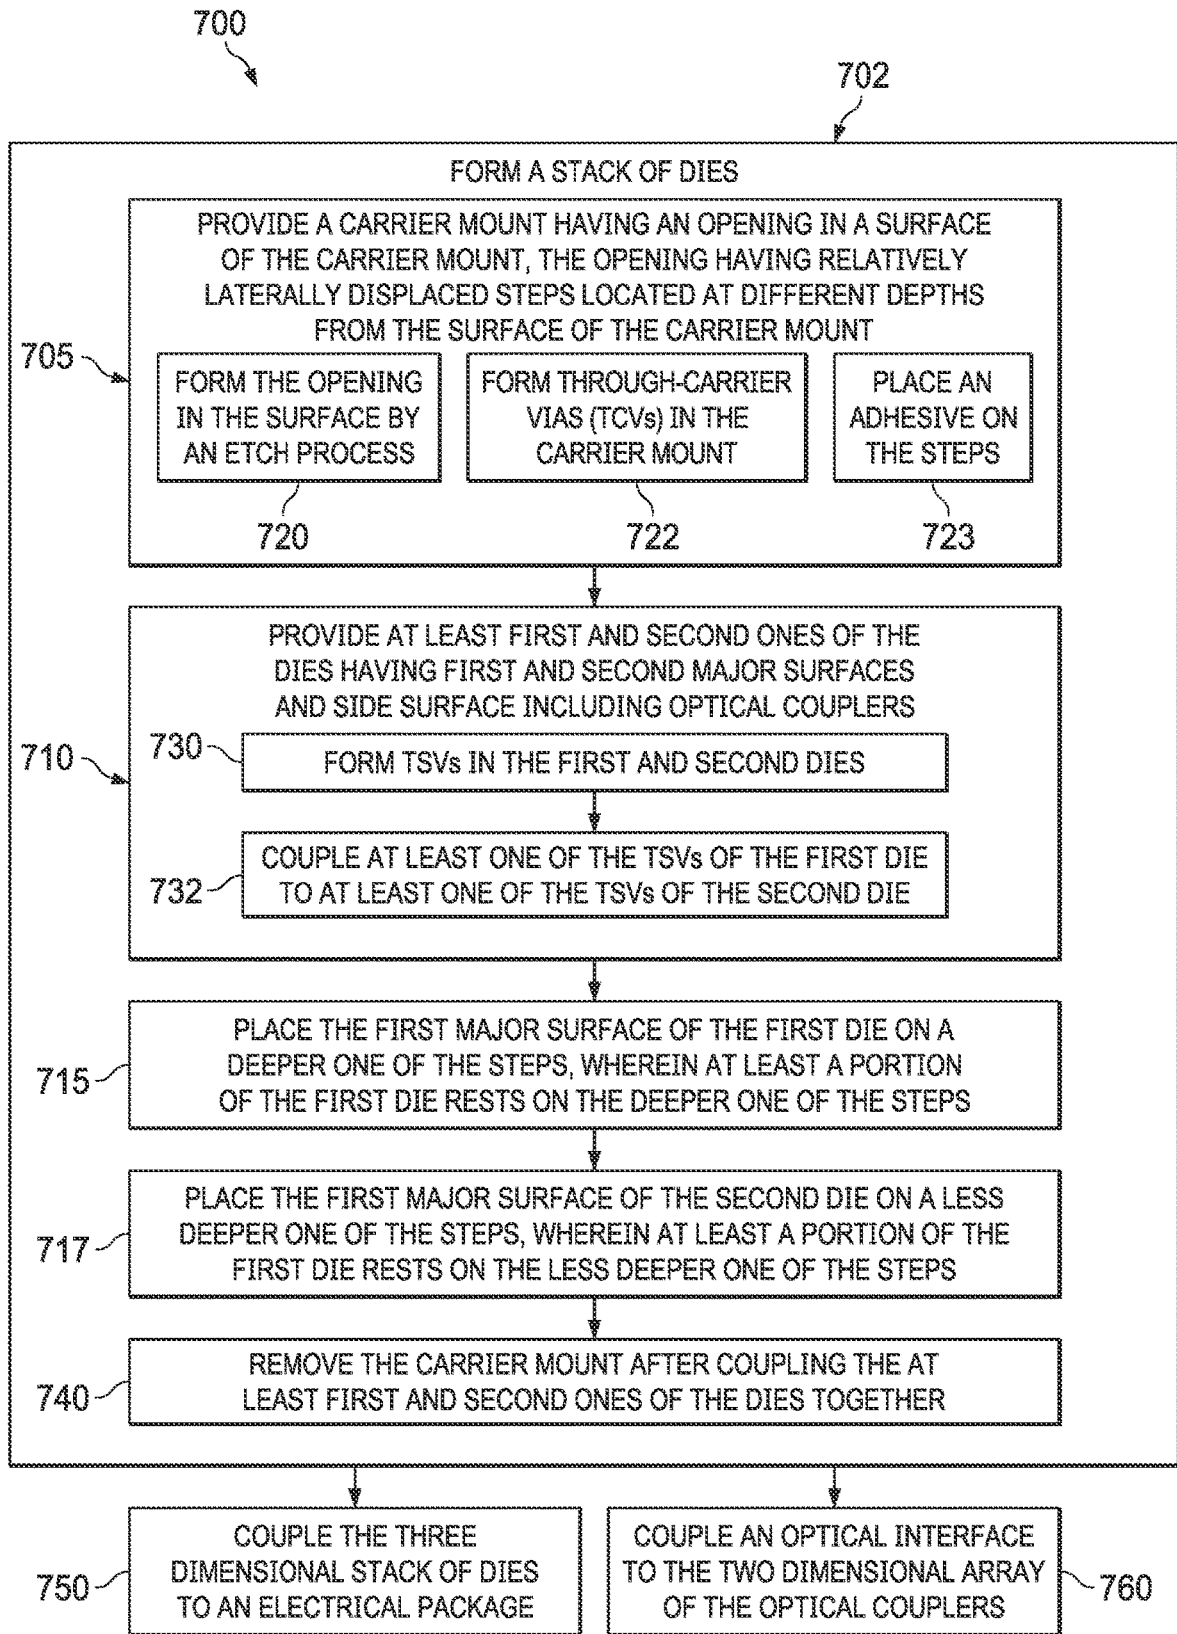 700
702
FORM A STACK OF DIES
PROVIDE A CARRIER MOUNT HAVING AN OPENING IN A SURFACE
OF THE CARRIER MOUNT, THE OPENING HAVING RELATIVELY
LATERALLY DISPLACED STEPS LOCATED AT DIFFERENT DEPTHS
FROM THE SURFACE OF THE CARRIER MOUNT
705
FORM THE OPENING
IN THE SURFACE BY
AN ETCH PROCESS
720
FORM THROUGH-CARRIER
VIAS (TCVs) IN THE
CARRIER MOUNT
722
PLACE AN
ADHESIVE ON
THE STEPS
723
PROVIDE AT LEAST FIRST AND SECOND ONES OF THE
DIES HAVING FIRST AND SECOND MAJOR SURFACES
AND SIDE SURFACE INCLUDING OPTICAL COUPLERS
710
730
FORM TSVs IN THE FIRST AND SECOND DIES
732
COUPLE AT LEAST ONE OF THE TSVs OF THE FIRST DIE
TO AT LEAST ONE OF THE TSVs OF THE SECOND DIE
715
PLACE THE FIRST MAJOR SURFACE OF THE FIRST DIE ON A
DEEPER ONE OF THE STEPS, WHEREIN AT LEAST A PORTION
OF THE FIRST DIE RESTS ON THE DEEPER ONE OF THE STEPS
717
PLACE THE FIRST MAJOR SURFACE OF THE SECOND DIE ON A LESS
DEEPER ONE OF THE STEPS, WHEREIN AT LEAST A PORTION OF THE
FIRST DIE RESTS ON THE LESS DEEPER ONE OF THE STEPS
740
REMOVE THE CARRIER MOUNT AFTER COUPLING THE AT
LEAST FIRST AND SECOND ONES OF THE DIES TOGETHER
750
COUPLE THE THREE
DIMENSIONAL STACK OF DIES
TO AN ELECTRICAL PACKAGE
COUPLE AN OPTICAL INTERFACE
TO THE TWO DIMENSIONAL ARRAY
OF THE OPTICAL COUPLERS
760